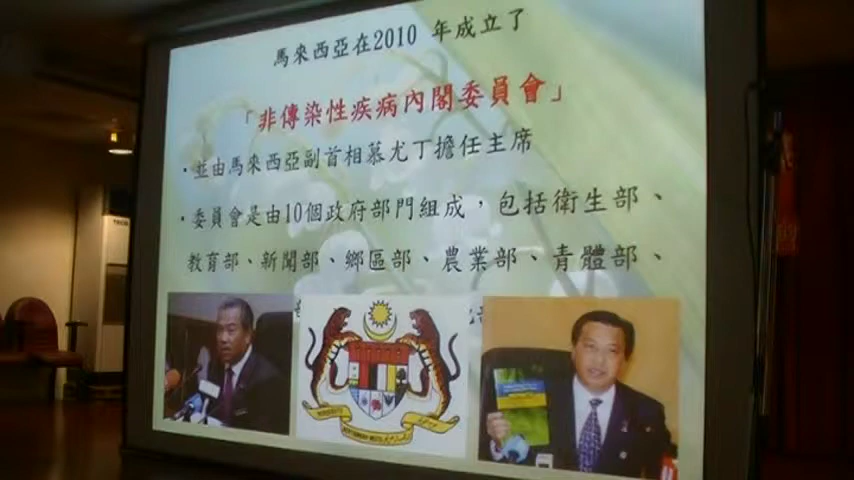 馬來西亞在2010 年成立了
「非傳染性疾病內閣委員會」
·並由馬來西亞副首相慕尤丁擔任主席
·委員會是由10個政府部門組成，包括衛生部、
教育部、新聞部、鄉區部、農業部、青體部、